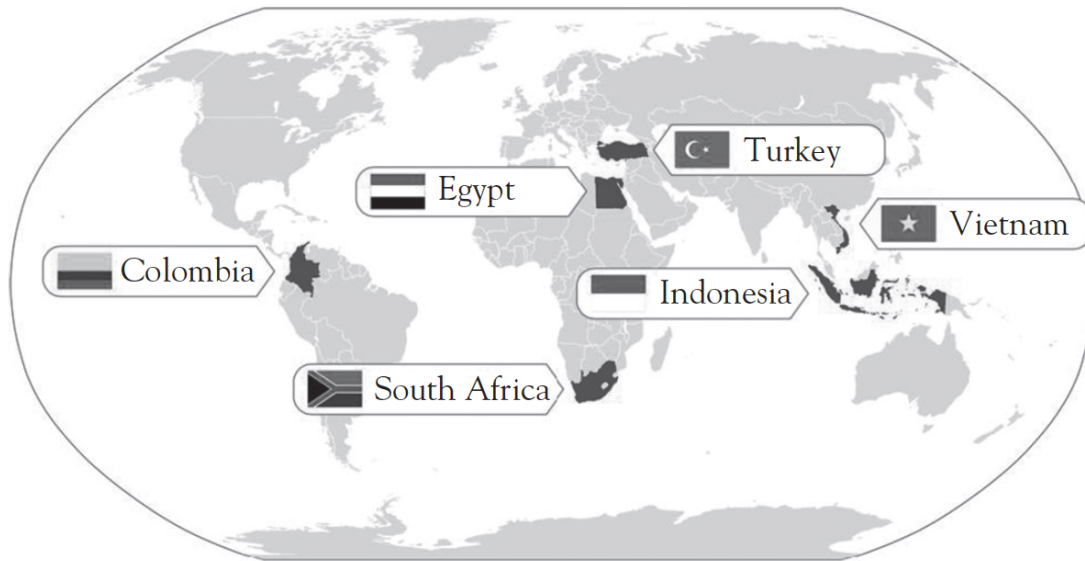 Turkey
Egypt
Vietnam
Colombia
Indonesia
South Africa